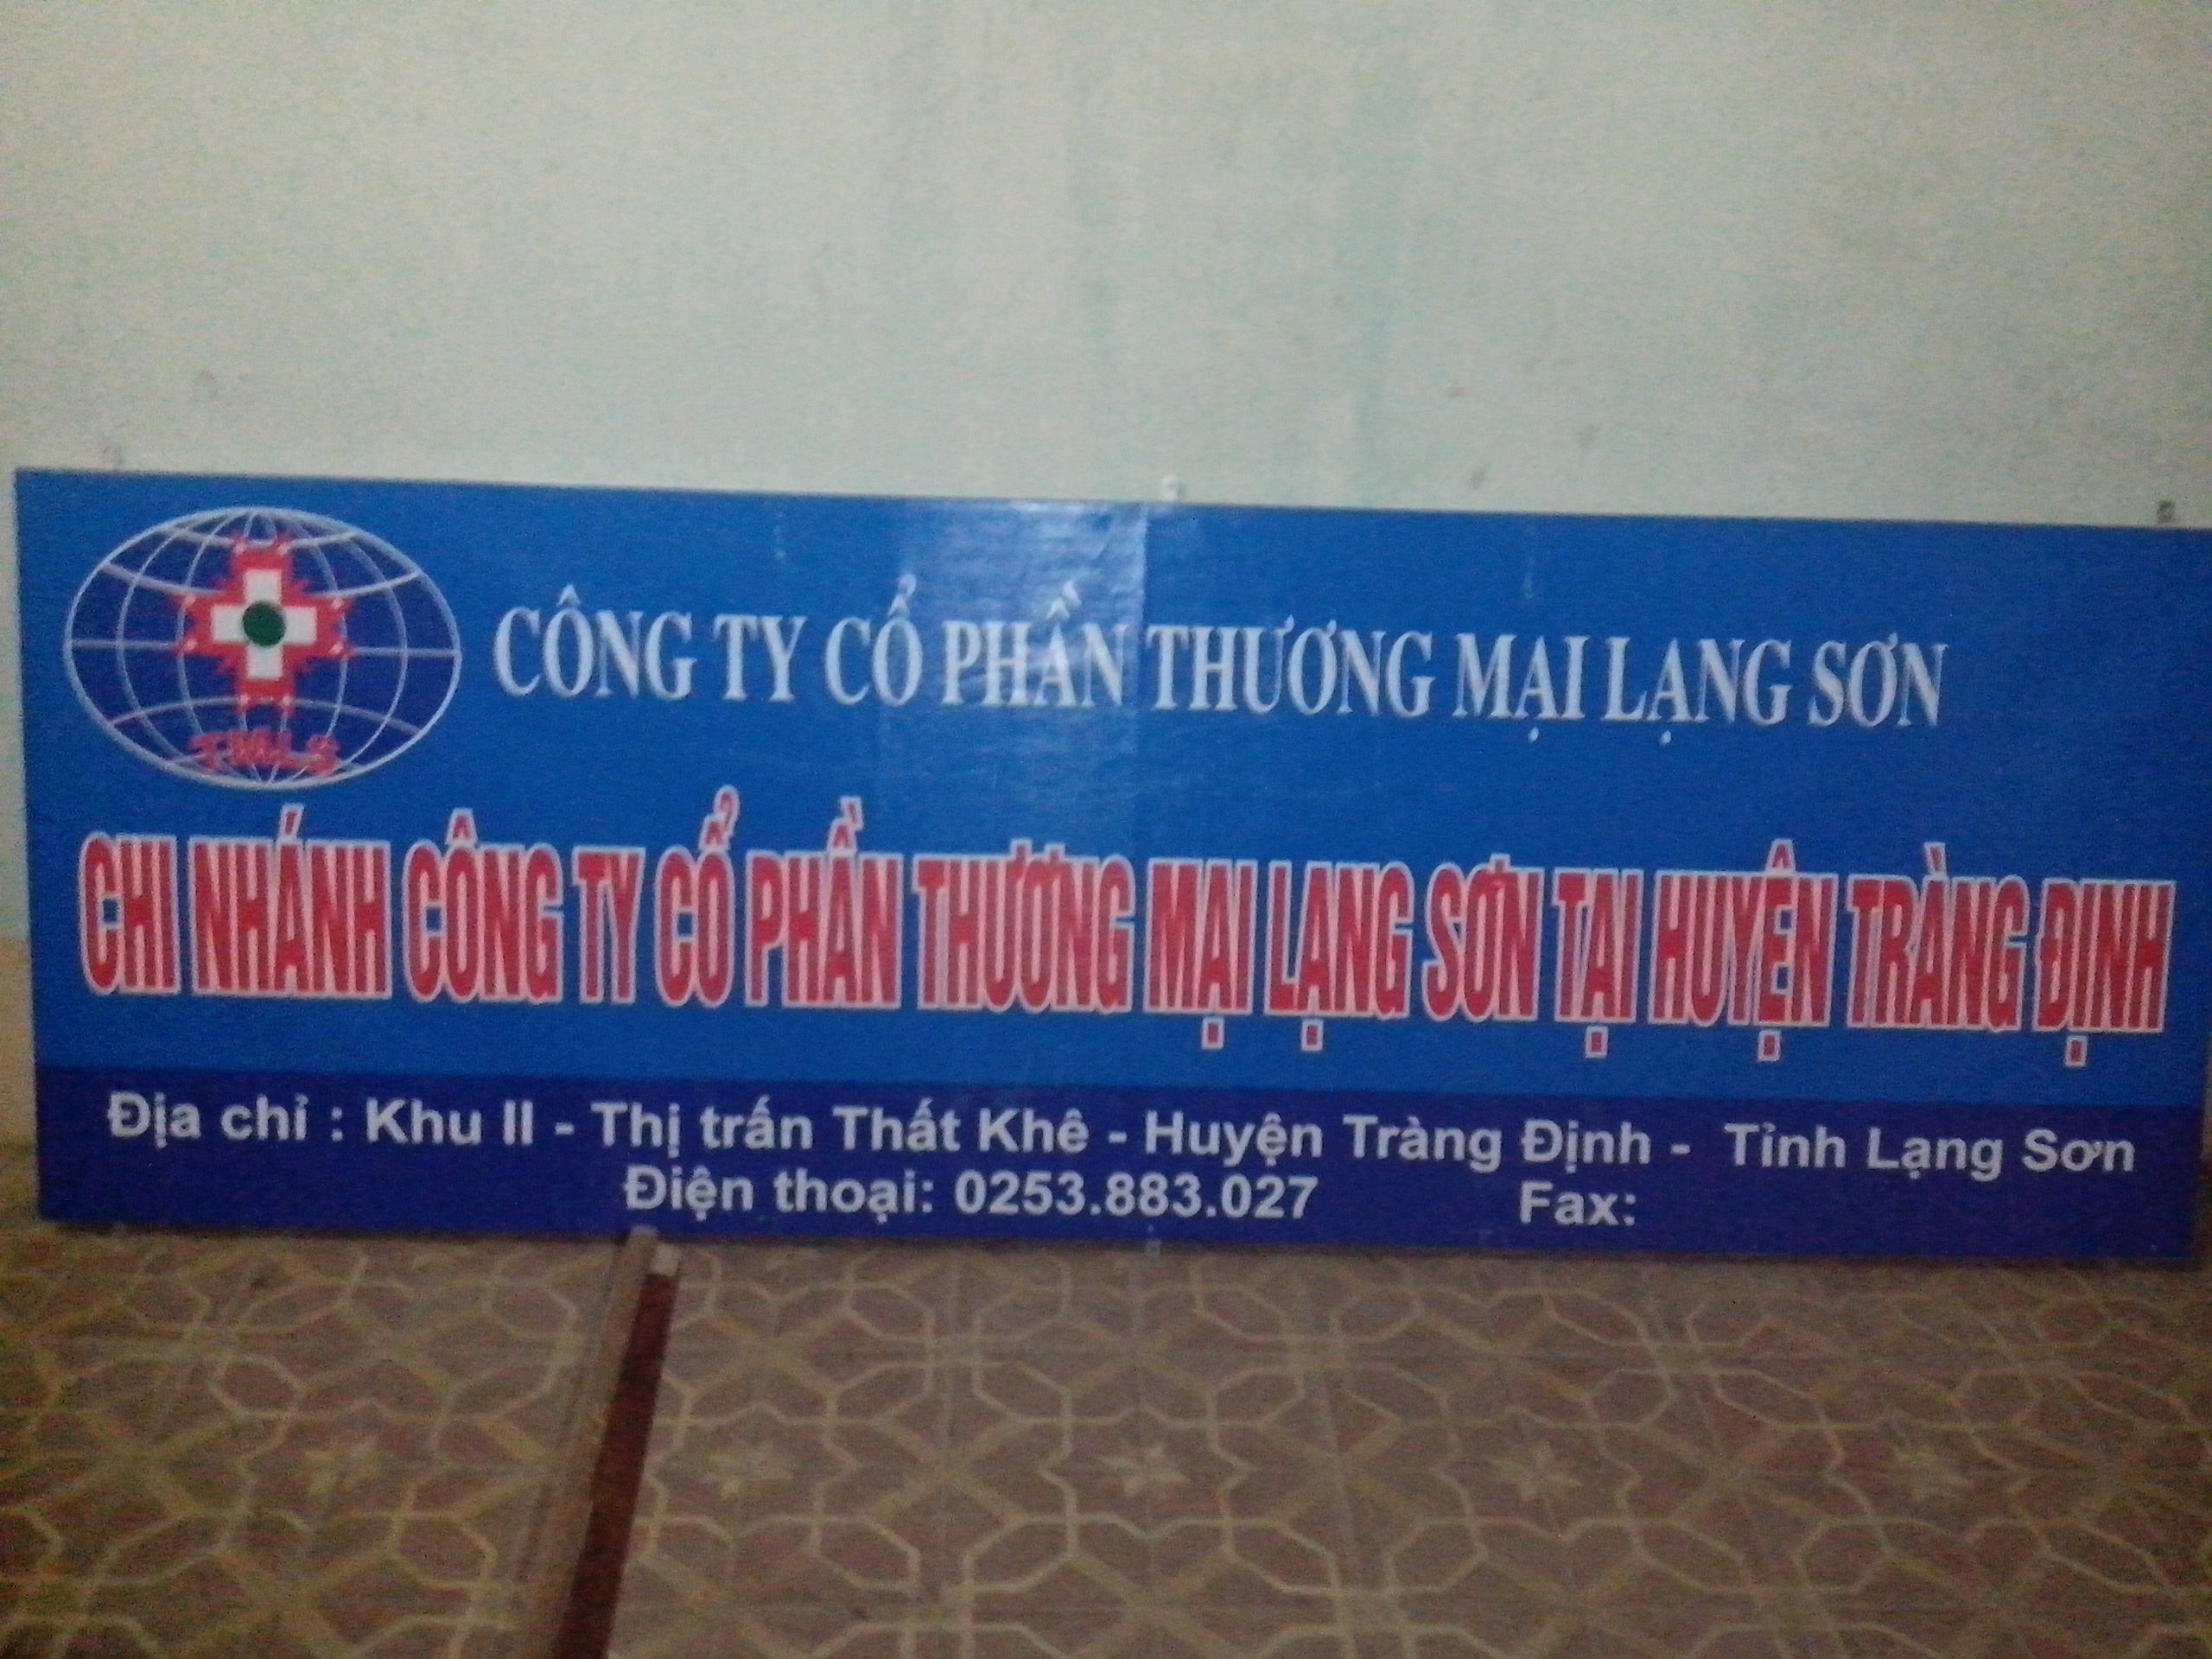 TMLS
CÔNG TY CỔ PHẦN THƯƠNG MẠI LẠNG SƠN
CHI NHÁNH CÔNG TY CỔ PHẦN THƯƠNG MẠI LẠNG SƠN TẠI HUYỆN TRÀNG ĐỊNH
Địa chỉ : Khu II - Thị trấn Thất Khê - Huyện Tràng Định - Tỉnh Lạng Sơn
Điện thoại: 0253.883.027 Fax: